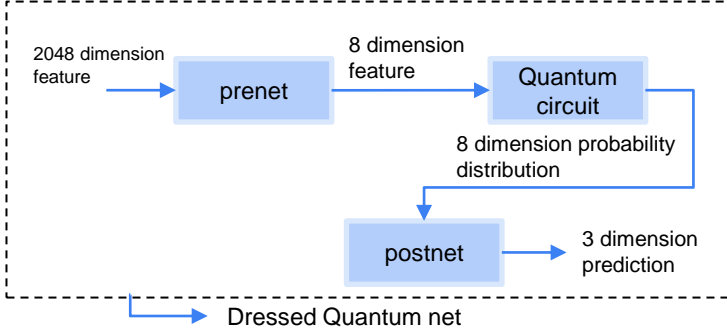 2048 dimension
feature
prenet
8 dimension
feature
Quantum
circuit
8 dimension probability
distribution
postnet
3 dimension
prediction
Dressed Quantum net